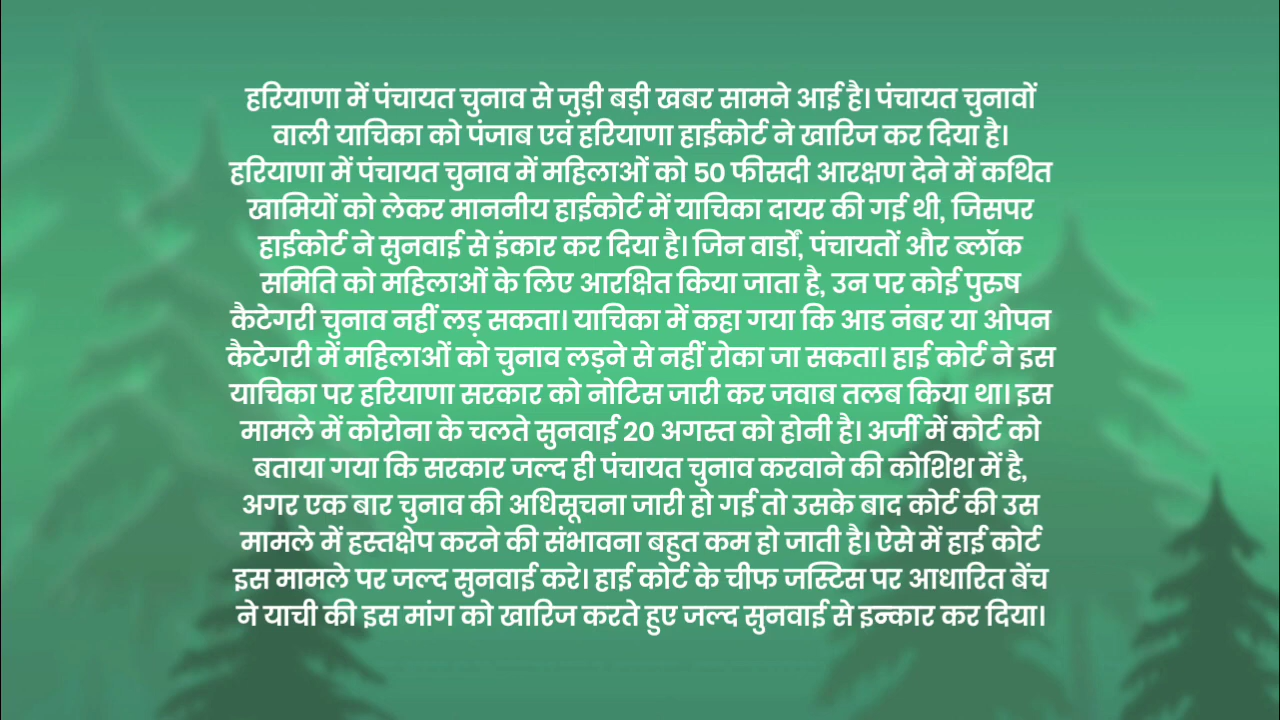 हरियाणा में पंचायत चुनाव से जुड़ी बड़ी खबर सामने आई है। पंचायत चुनावों
वाली याचिका को पंजाब एवं हरियाणा हाईकोर्ट ने खारिज कर दिया है।
हरियाणा में पंचायत चुनाव में महिलाओं को 50 फीसदी आरक्षण देने में कथित
खामियों को लेकर माननीय हाईकोर्ट में याचिका दायर की गई थी, जिसपर
हाईकोर्ट ने सुनवाई से इंकार कर दिया है। जिन वार्डों, पंचायतों और ब्लॉक
समिति को महिलाओं के लिए आरक्षित किया जाता है, उन पर कोई पुरुष
कैटेगरी चुनाव नहीं लड़ सकता। याचिका में कहा गया कि आड नंबर या ओपन
कैटेगरी में महिलाओं को चुनाव लड़ने से नहीं रोका जा सकता। हाई कोर्ट ने इस
याचिका पर हरियाणा सरकार को नोटिस जारी कर जवाब तलब किया था। इस
मामले में कोरोना के चलते सुनवाई 20 अगस्त को होनी है। अर्जी में कोर्ट को
बताया गया कि सरकार जल्द ही पंचायत चुनाव करवाने की कोशिश में है,
अगर एक बार चुनाव की अधिसूचना जारी हो गई तो उसके बाद कोर्ट की उस
मामले में हस्तक्षेप करने की संभावना बहुत कम हो जाती है। ऐसे में हाई कोर्ट
इस मामले पर जल्द सुनवाई करे। हाई कोर्ट के चीफ जस्टिस पर आधारित बेंच
ने याची की इस मांग को खारिज करते हुए जल्द सुनवाई से इन्कार कर दिया।